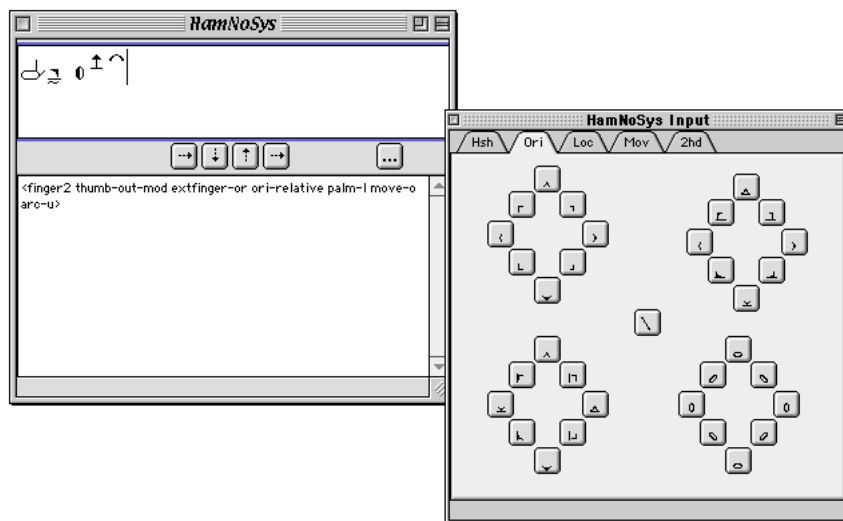 HamNoSys
<finger2 thumb-out-mod extfinger-or ori-relative palm-l move-o
arc-u>
...
HamNoSys Input
Hsh Ori Loc Mov 2hd